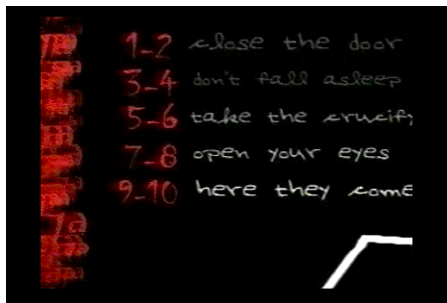 1-2 close the door
3-4 don't fall asleep
5-6 take the crucify
7-8 open your eyes
9-10 here they come